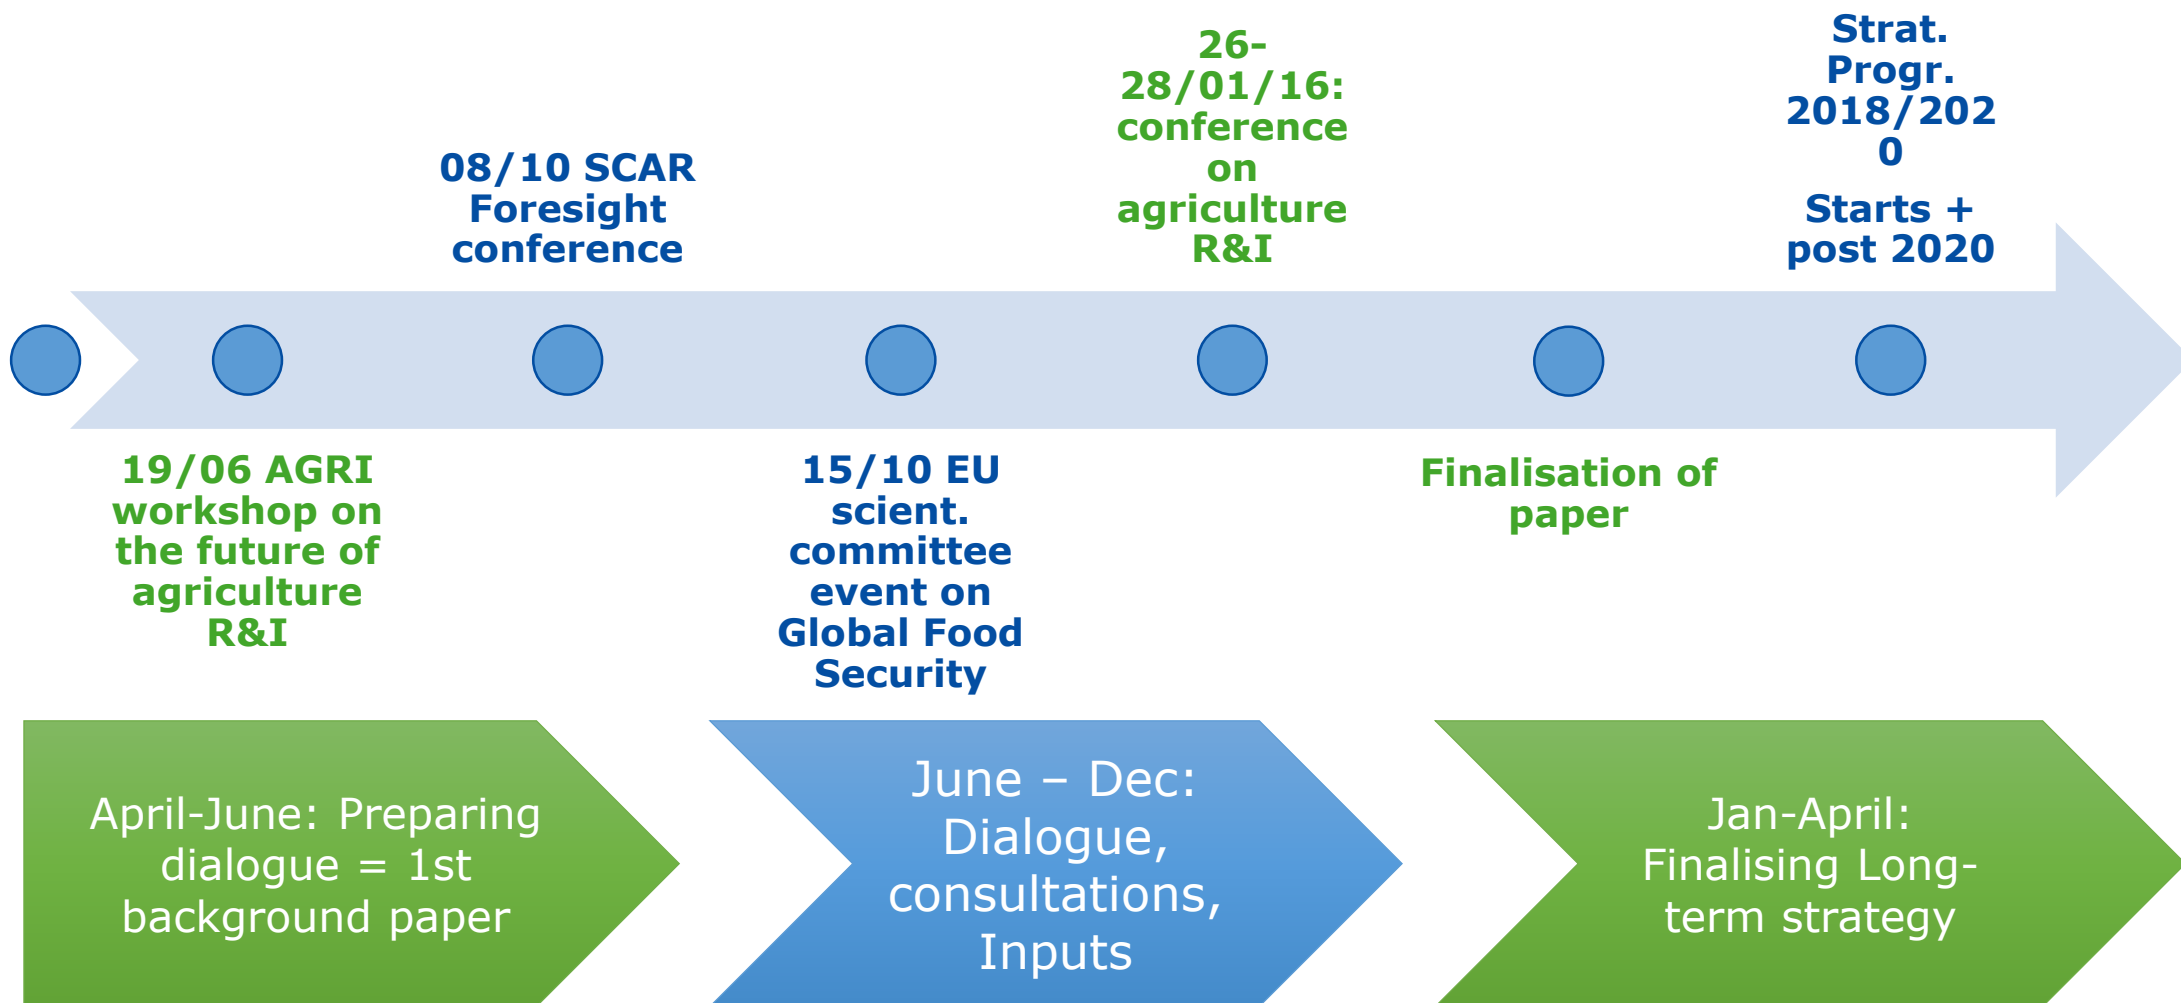 08/10 SCAR
Foresight
conference
26-
28/01/16:
conference
on
agriculture
R&I
Strat.
Progr.
2018/202
0
Starts +
post 2020
19/06 AGRI
workshop on
the future of
agriculture
R&I
15/10 EU
scient.
committee
event on
Global Food
Security
Finalisation of
paper
April-June: Preparing
dialogue = 1st
background paper
June – Dec:
Dialogue,
consultations,
Inputs
Jan-April:
Finalising Long-
term strategy